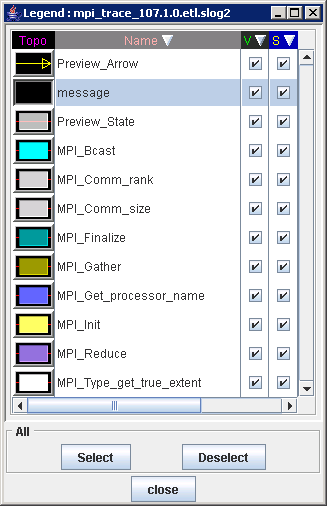 Legend : mpi_trace_107.1.0.etl.slog2
Topo Name V S
Preview_Arrow
message
Preview_State
MPI_Bcast
MPI_Comm_rank
MPI_Comm_size
MPI_Finalize
MPI_Gather
MPI_Get_processor_name
MPI_Init
MPI_Reduce
MPI_Type_get_true_extent
All
Select Deselect
close